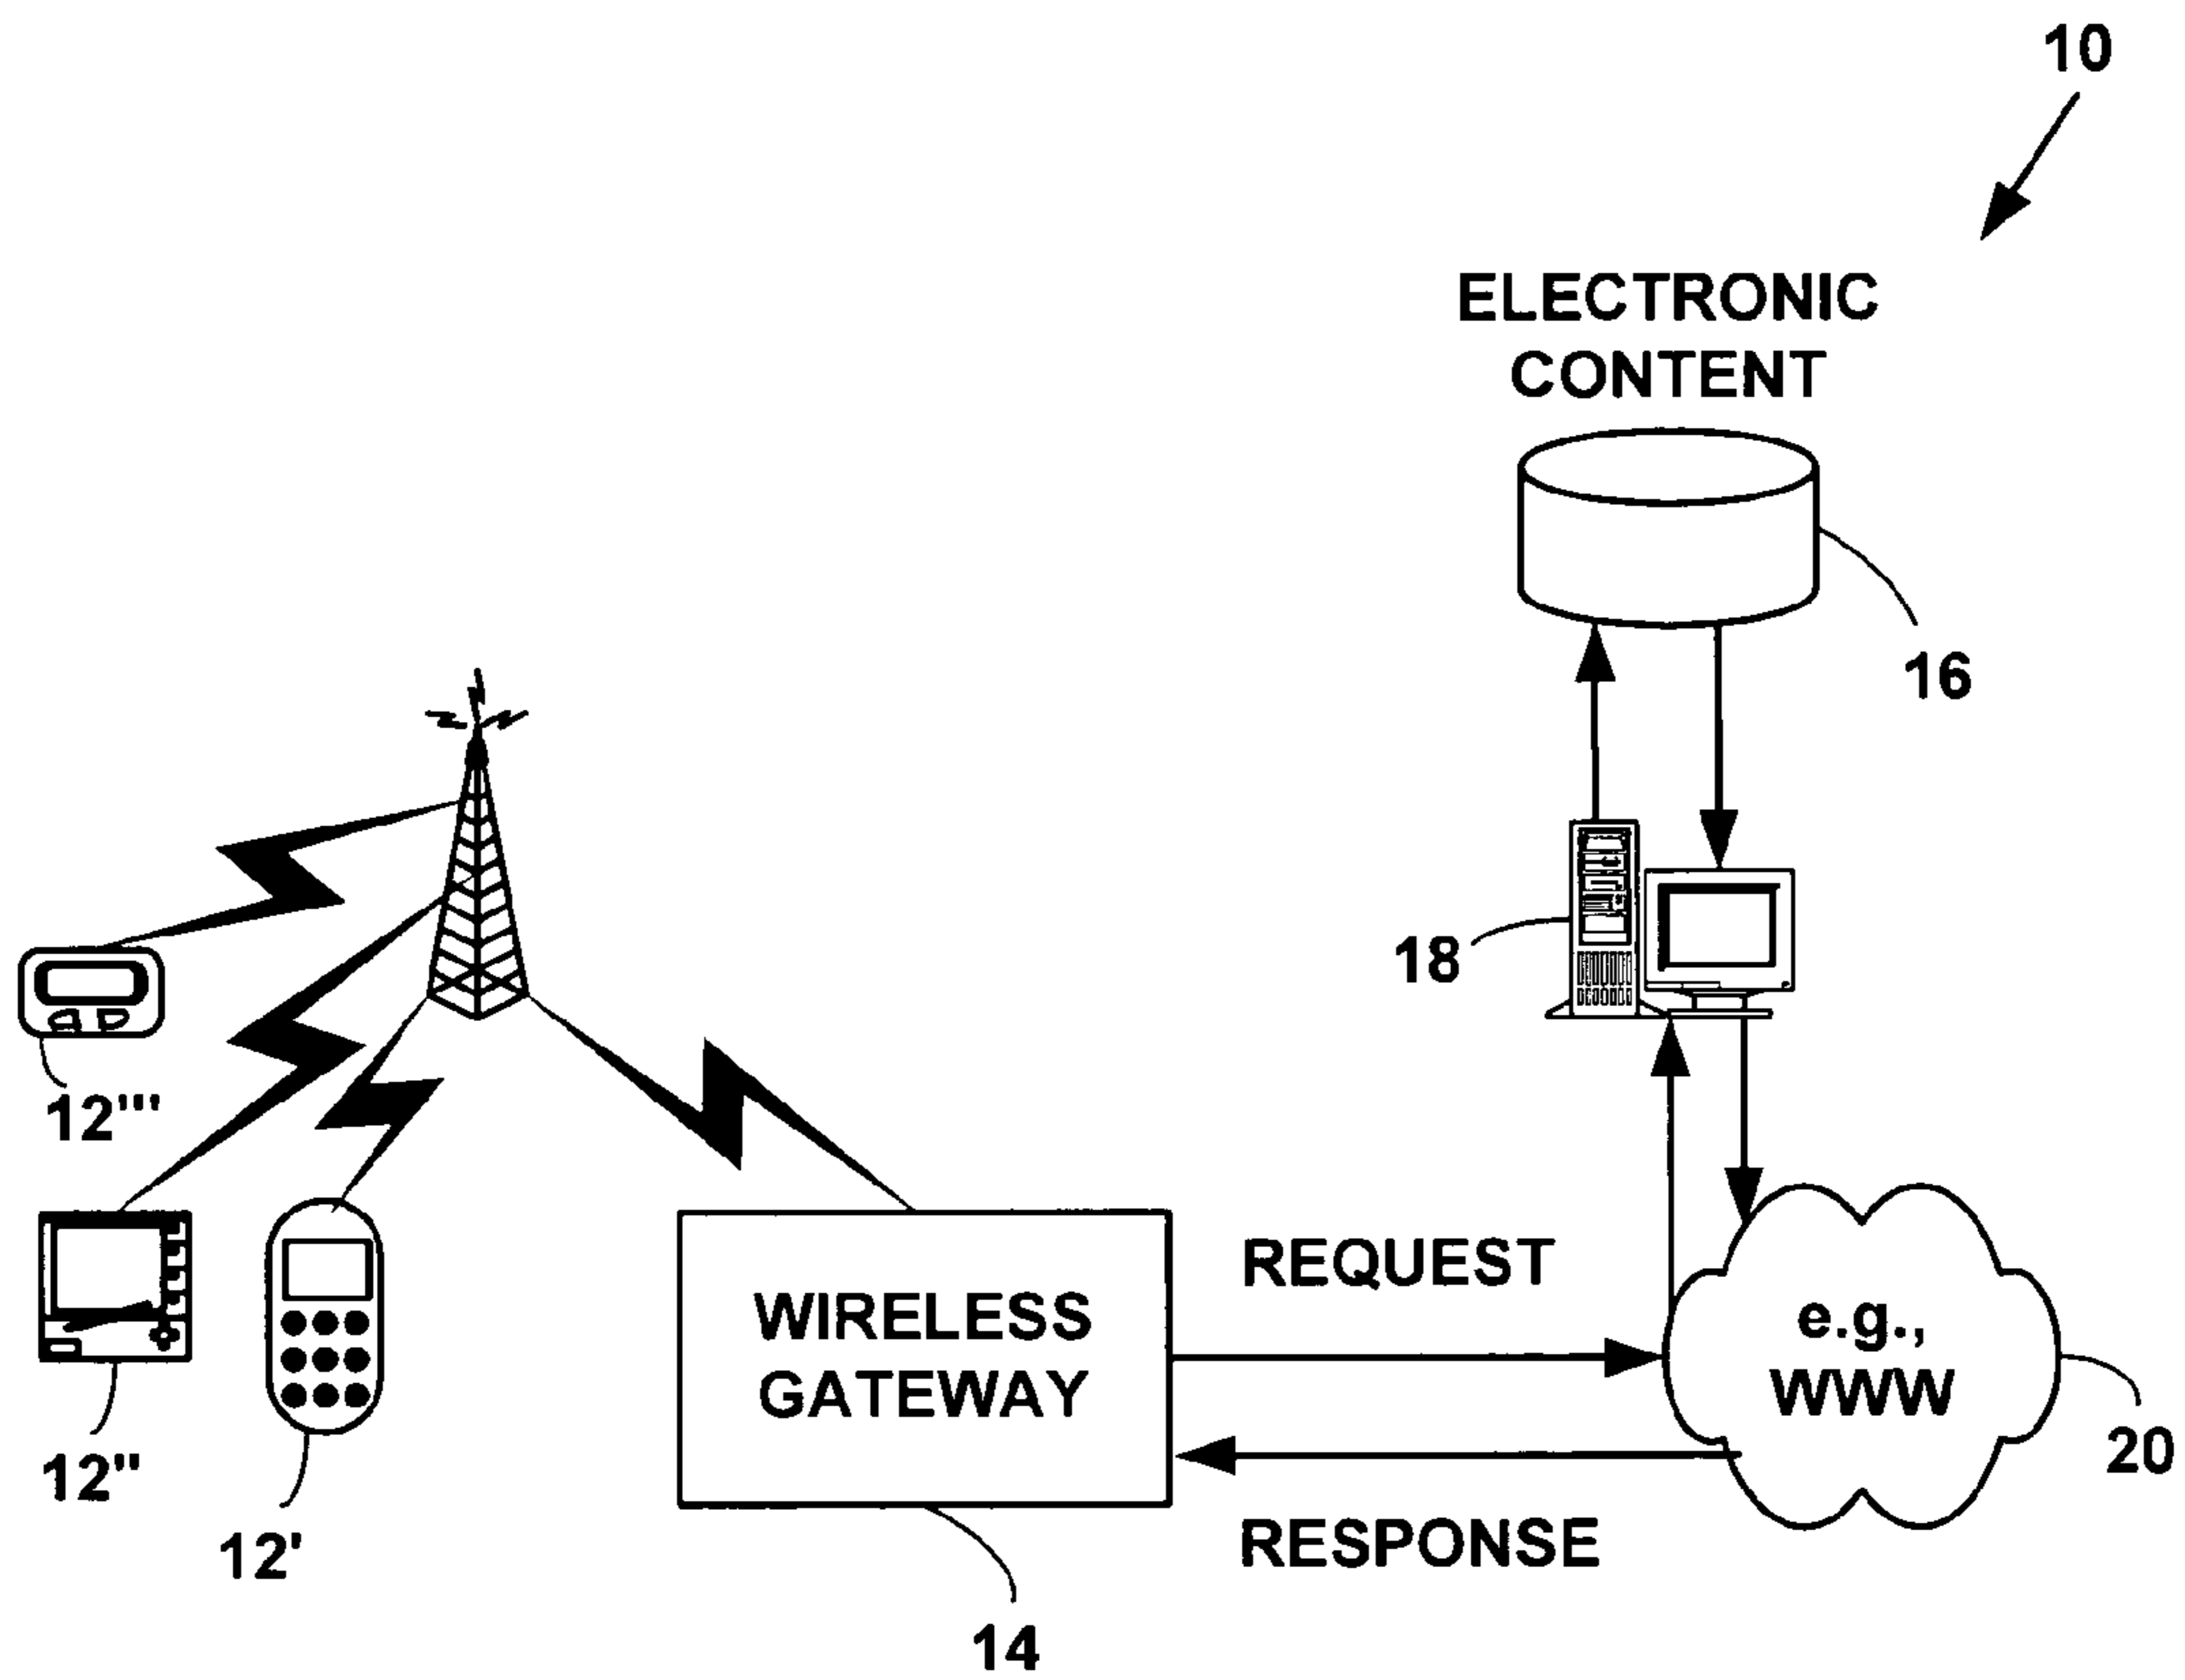 10
ELECTRONIC
CONTENT
16
18
12'''
12''
12'
WIRELESS
GATEWAY
14
REQUEST
RESPONSE
e.g.,
WWW
20